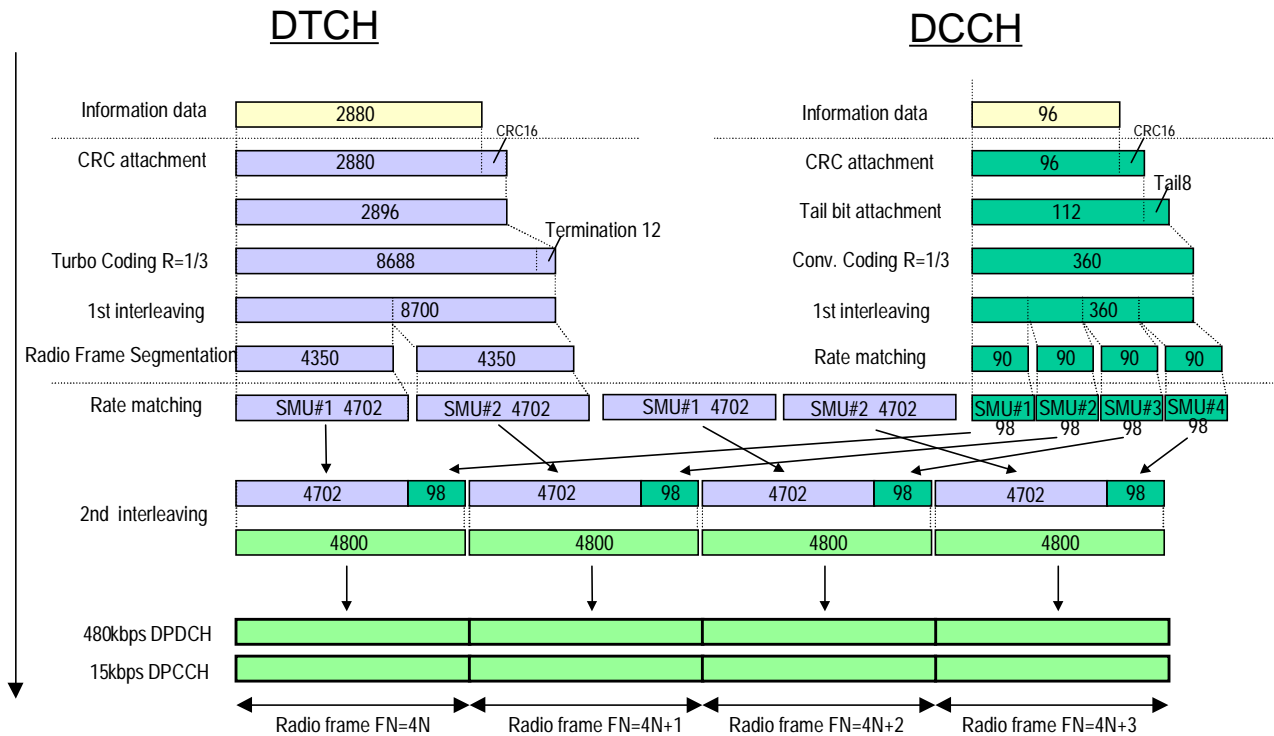 DTCH
DCCH
Information data
2880
CRC16
Information data
96
CRC16
CRC attachment
2880
CRC attachment
96
Tail8
2896
Tail bit attachment
112
Termination 12
Turbo Coding R=1/3
8688
Conv. Coding R=1/3
360
1st interleaving
8700
1st interleaving
360
Radio Frame Segmentation
4350
4350
Rate matching
90
90
90
90
Rate matching
SMU#1 4702
SMU#2 4702
SMU#1 4702
SMU#2 4702
SMU#1
98
SMU#2
98
SMU#3
98
SMU#4
98
4702
98
4702
98
4702
98
4702
98
2nd interleaving
4800
4800
4800
4800
480kbps DPDCH
15kbps DPCCH
Radio frame FN=4N
Radio frame FN=4N+1
Radio frame FN=4N+2
Radio frame FN=4N+3